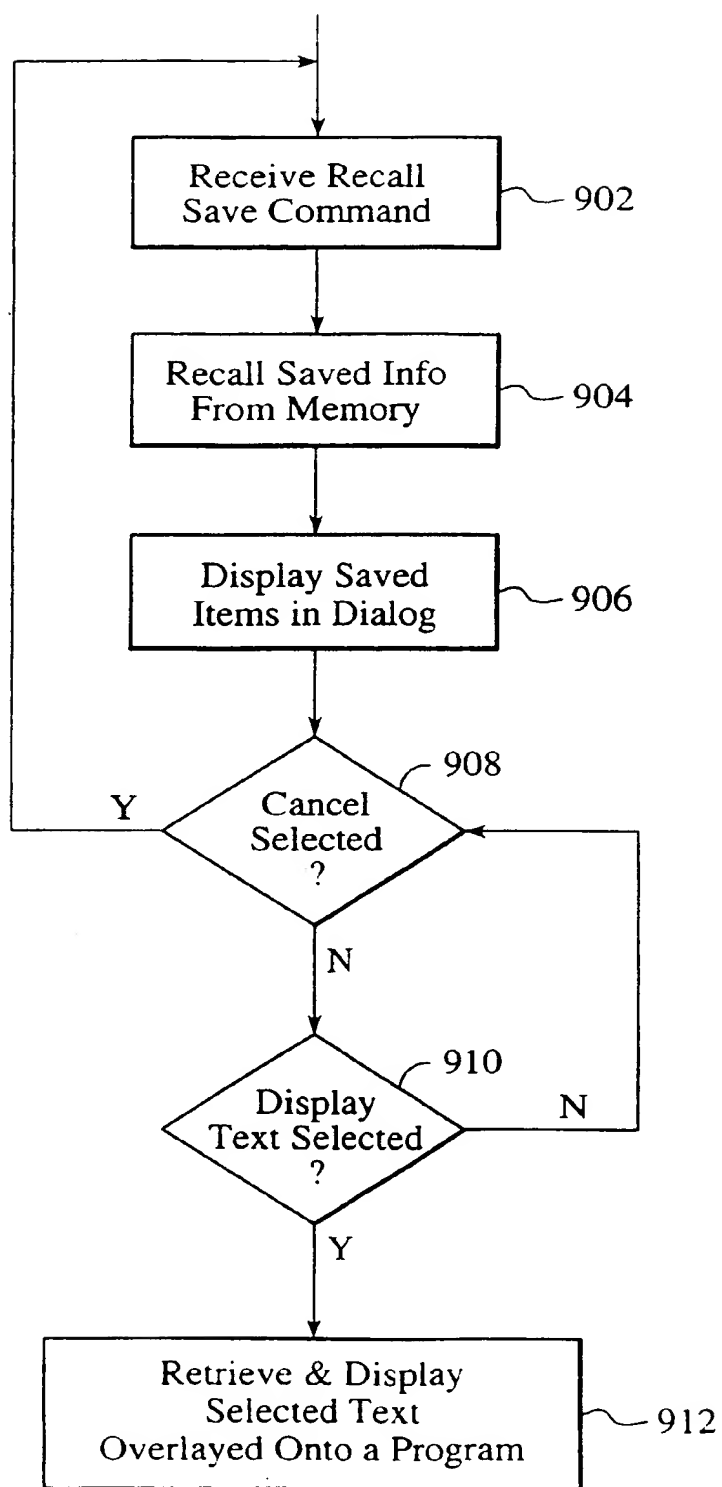 Receive Recall
Save Command
902
Recall Saved Info
From Memory
904
Display Saved
Items in Dialog
906
908
Cancel
Selected
?
Y
N
910
Display
Text Selected
?
N
Y
Retrieve & Display
Selected Text
Overlayed Onto a Program
912